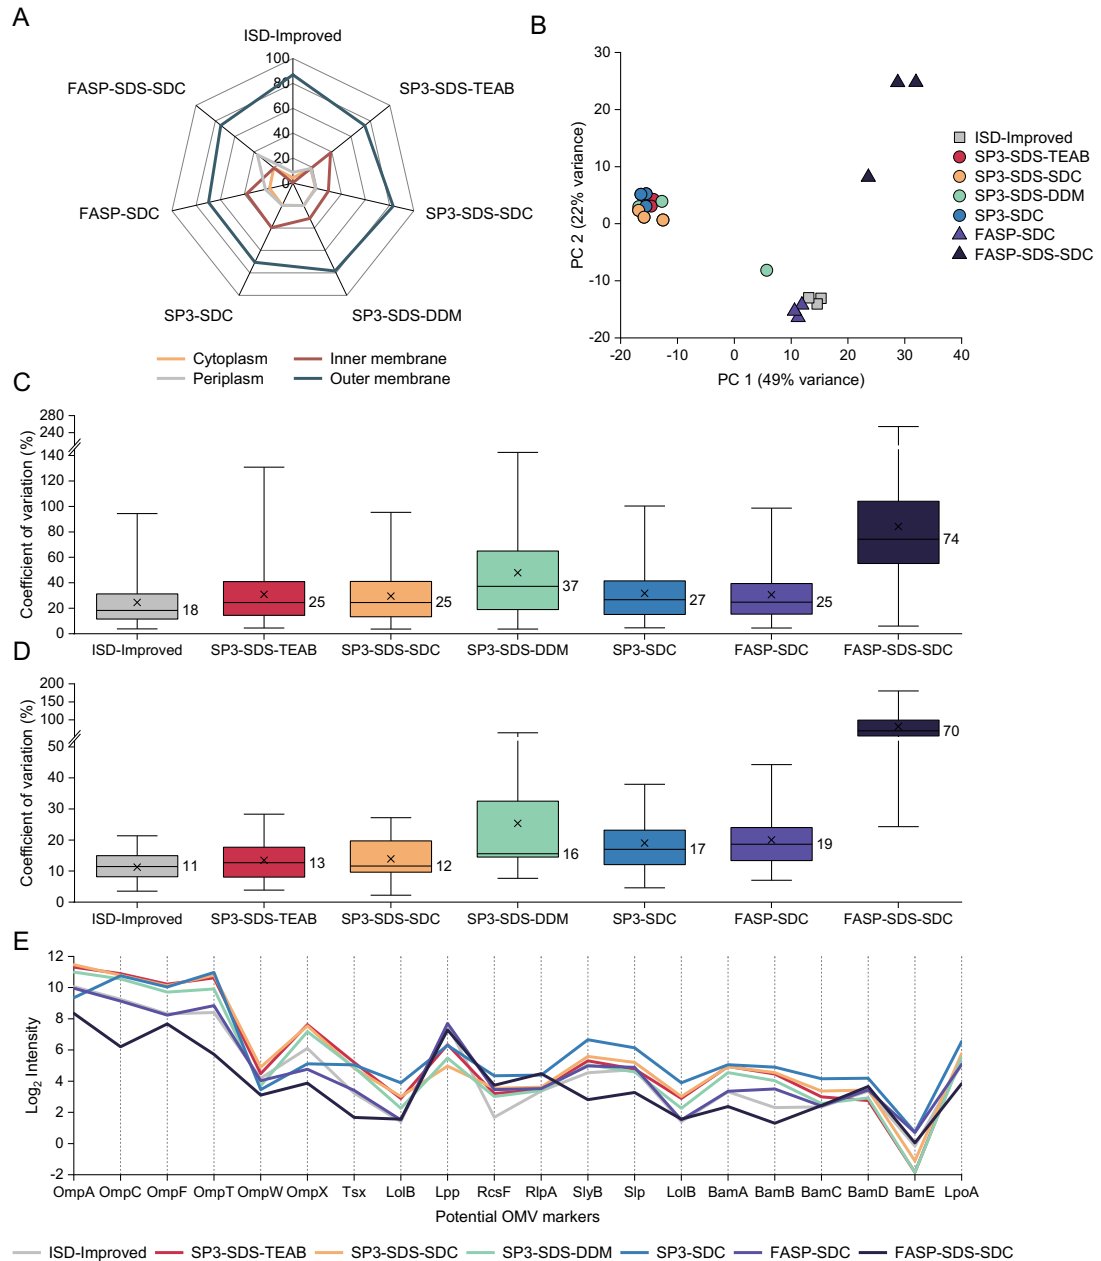 A
ISD-Improved
100
80
60
40
20
0
FASP-SDS-SDC
SP3-SDS-TEAB
FASP-SDC
SP3-SDS-SDC
SP3-SDC
SP3-SDS-DDM
Cytoplasm
Inner membrane
Periplasm
Outer membrane
B
30
20
10
0
-10
-20
PC 2 (22% variance)
-20 -10 0 10 20 30 40
PC 1 (49% variance)
ISD-Improved
SP3-SDS-TEAB
SP3-SDS-SDC
SP3-SDS-DDM
SP3-SDC
FASP-SDC
FASP-SDS-SDC
C
Coefficient of variation (%)
280
240
140
120
100
80
60
40
20
0
18
25
25
37
27
25
74
ISD-Improved SP3-SDS-TEAB SP3-SDS-SDC SP3-SDS-DDM SP3-SDC FASP-SDC FASP-SDS-SDC
D
Coefficient of variation (%)
200
150
100
50
40
30
20
10
0
11
13
12
16
17
19
70
ISD-Improved SP3-SDS-TEAB SP3-SDS-SDC SP3-SDS-DDM SP3-SDC FASP-SDC FASP-SDS-SDC
E
Log2 Intensity
12
10
8
6
4
2
0
-2
OmpA OmpC OmpF OmpT OmpW OmpX Tsx LolB Lpp RcsF RlpA SlyB Slp LolB BamA BamB BamC BamD BamE LpoA
Potential OMV markers
ISD-Improved SP3-SDS-TEAB SP3-SDS-SDC SP3-SDS-DDM SP3-SDC FASP-SDC FASP-SDS-SDC